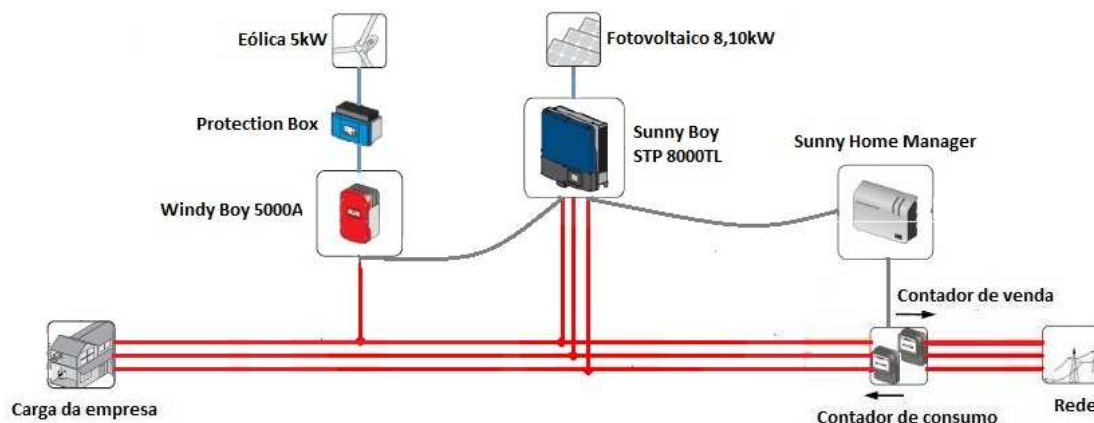 Eólica 5kW
Fotovoltaico 8,10kW
Protection Box
Sunny Boy
STP 8000TL
Sunny Home Manager
Windy Boy 5000A
Contador de venda
Carga da empresa
Contador de consumo
Rede